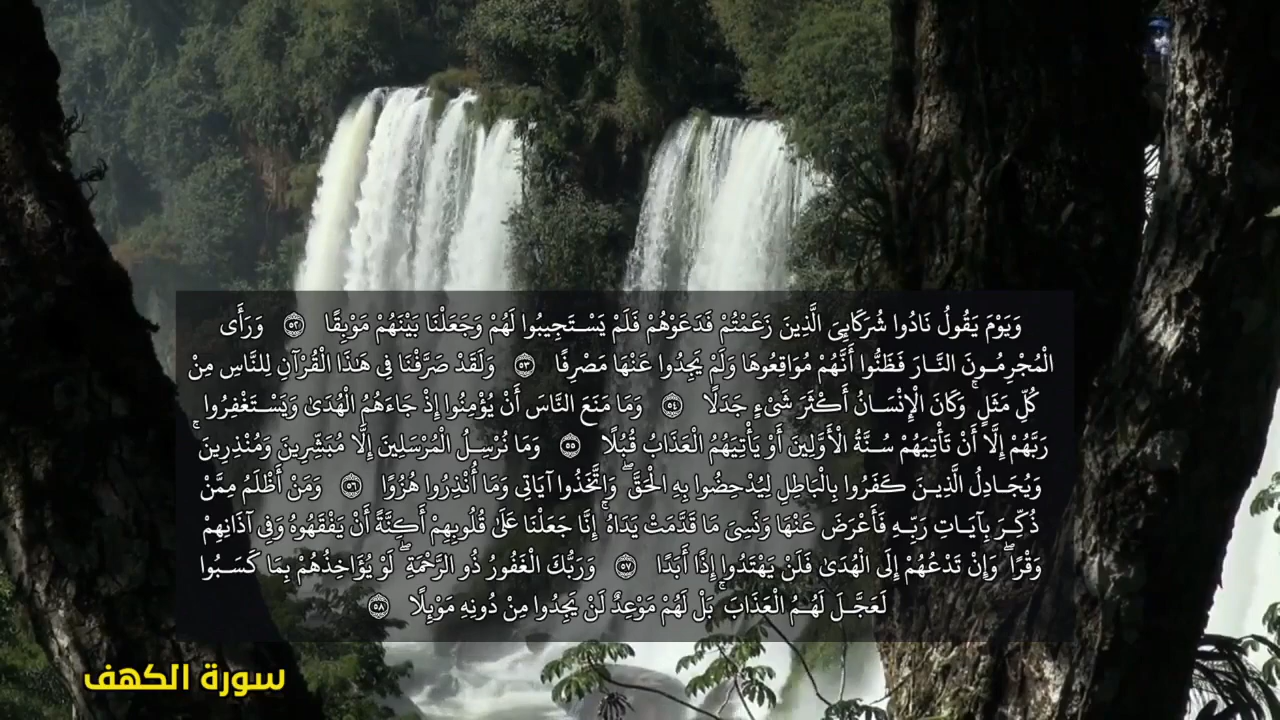 وَيَوْمَ يَقُولُ نَادُوا شُرَكَائِيَ الَّذِينَ زَعَمْتُمْ فَدَعَوْهُمْ فَلَمْ يَسْتَجِيبُوا لَهُمْ وَجَعَلْنَا بَيْنَهُمْ مَوْبِقًا ۝٥٢ وَرَأَى
الْمُجْرِمُونَ النَّارَ فَظَنُّوا أَنَّهُمْ مُوَاقِعُوهَا وَلَمْ يَجِدُوا عَنْهَا مَصْرِفًا ۝٥٣ وَلَقَدْ صَرَّفْنَا فِي هَٰذَا الْقُرْآنِ لِلنَّاسِ مِنْ
كُلِّ مَثَلٍ ۚ وَكَانَ الْإِنْسَانُ أَكْثَرَ شَيْءٍ جَدَلًا ۝٥٤ وَمَا مَنَعَ النَّاسَ أَنْ يُؤْمِنُوا إِذْ جَاءَهُمُ الْهُدَىٰ وَيَسْتَغْفِرُوا
رَبَّهُمْ إِلَّا أَنْ تَأْتِيَهُمْ سُنَّةُ الْأَوَّلِينَ أَوْ يَأْتِيَهُمُ الْعَذَابُ قُبُلًا ۝٥٥ وَمَا نُرْسِلُ الْمُرْسَلِينَ إِلَّا مُبَشِّرِينَ وَمُنْذِرِينَ ۚ
وَيُجَادِلُ الَّذِينَ كَفَرُوا بِالْبَاطِلِ لِيُدْحِضُوا بِهِ الْحَقَّ ۖ وَاتَّخَذُوا آيَاتِي وَمَا أُنْذِرُوا هُزُوًا ۝٥٦ وَمَنْ أَظْلَمُ مِمَّنْ
ذُكِّرَ بِآيَاتِ رَبِّهِ فَأَعْرَضَ عَنْهَا وَنَسِيَ مَا قَدَّمَتْ يَدَاهُ ۚ إِنَّا جَعَلْنَا عَلَىٰ قُلُوبِهِمْ أَكِنَّةً أَنْ يَفْقَهُوهُ وَفِي آذَانِهِمْ
وَقْرًا ۖ وَإِنْ تَدْعُهُمْ إِلَى الْهُدَىٰ فَلَنْ يَهْتَدُوا إِذًا أَبَدًا ۝٥٧ وَرَبُّكَ الْغَفُورُ ذُو الرَّحْمَةِ ۖ لَوْ يُؤَاخِذُهُمْ بِمَا كَسَبُوا
لَعَجَّلَ لَهُمُ الْعَذَابَ ۚ بَلْ لَهُمْ مَوْعِدٌ لَنْ يَجِدُوا مِنْ دُونِهِ مَوْئِلًا ۝٥٨
سورة الكهف